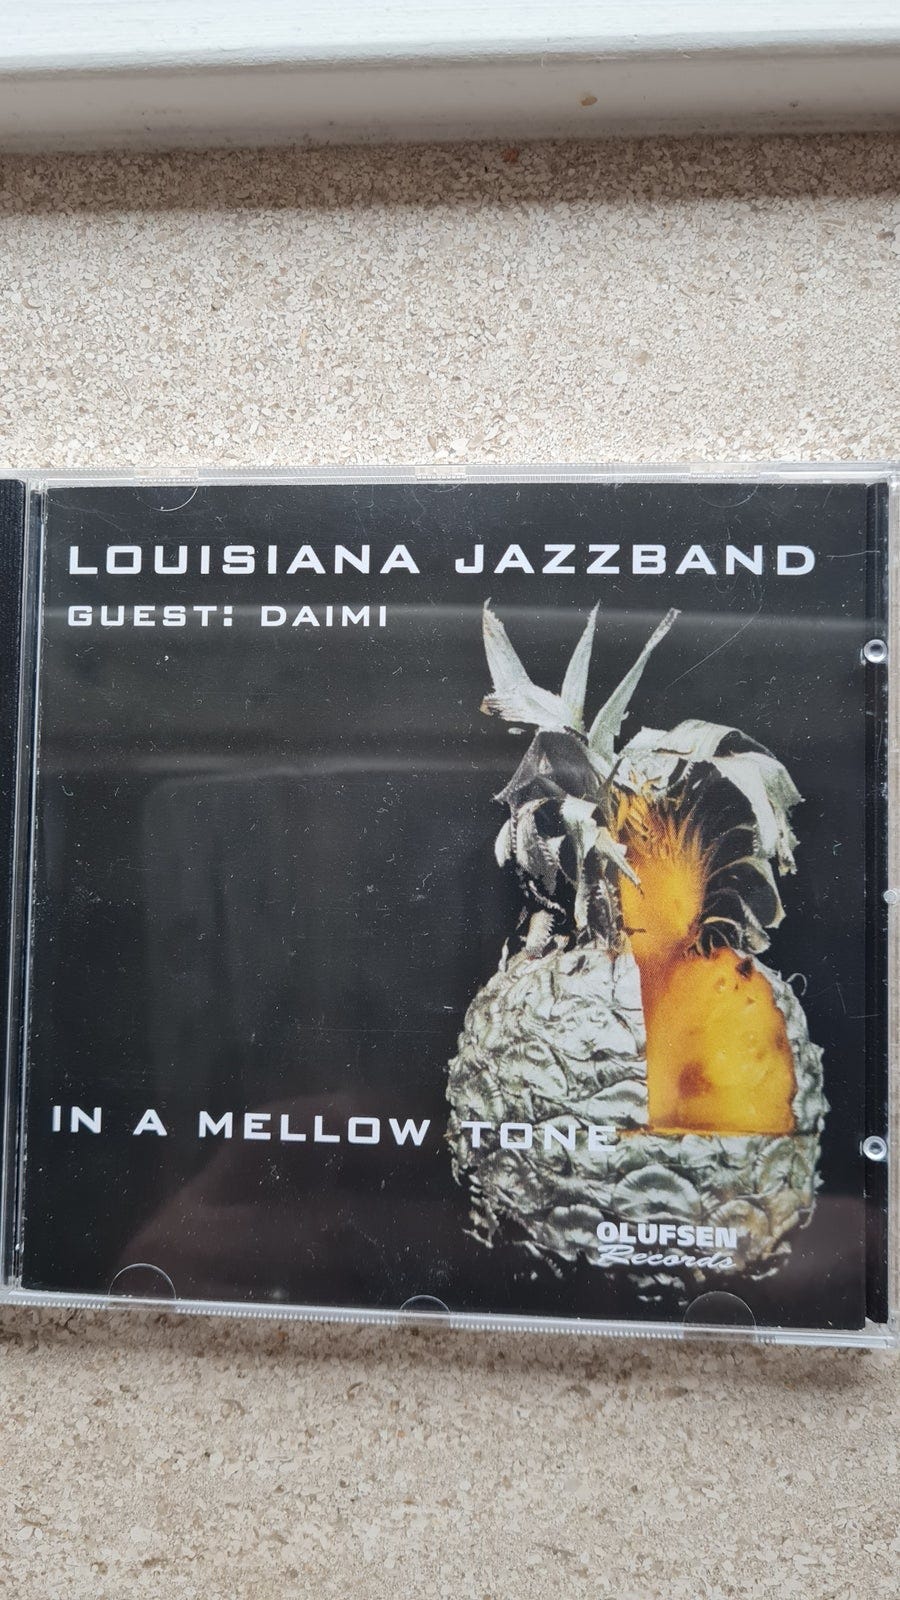 LOUISIANA JAZZBAND
GUEST: DAIMI
IN A MELLOW TONE
OLUFSEN
Records